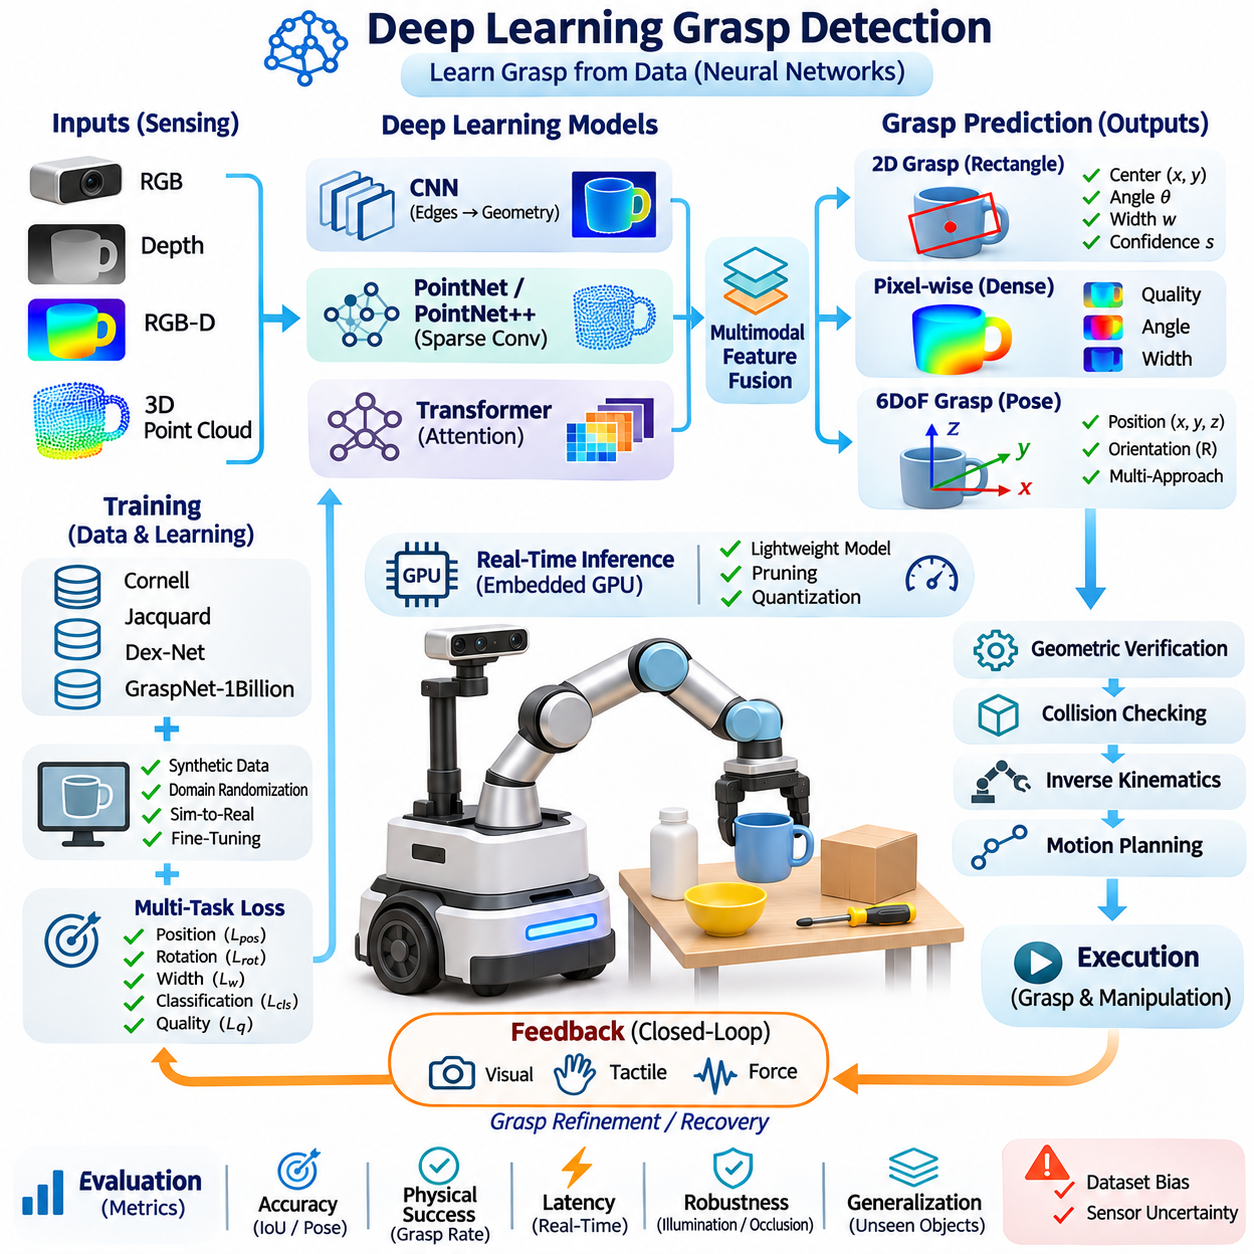 Deep Learning Grasp Detection
Learn Grasp from Data (Neural Networks)
Inputs (Sensing)
RGB
Depth
RGB-D
3D
Point Cloud
Deep Learning Models
CNN
(Edges → Geometry)
PointNet /
PointNet++
(Sparse Conv)
Transformer
(Attention)
Multimodal
Feature
Fusion
Grasp Prediction (Outputs)
2D Grasp (Rectangle)
Center (x, y)
Angle θ
Width w
Confidence s
Pixel-wise (Dense)
Quality
Angle
Width
6DoF Grasp (Pose)
z
y
x
Position (x, y, z)
Orientation (R)
Multi-Approach
Training
(Data & Learning)
Cornell
Jacquard
Dex-Net
GraspNet-1Billion
+
Synthetic Data
Domain Randomization
Sim-to-Real
Fine-Tuning
+
Multi-Task Loss
Position (Lpos)
Rotation (Lrot)
Width (Lw)
Classification (Lcls)
Quality (Lq)
GPU
Real-Time Inference
(Embedded GPU)
Lightweight Model
Pruning
Quantization
Geometric Verification
Collision Checking
Inverse Kinematics
Motion Planning
Execution
(Grasp & Manipulation)
Feedback (Closed-Loop)
Visual
Tactile
Force
Grasp Refinement / Recovery
Evaluation
(Metrics)
Accuracy
(IoU / Pose)
Physical
Success
(Grasp Rate)
Latency
(Real-Time)
Robustness
(Illumination / Occlusion)
Generalization
(Unseen Objects)
Dataset Bias
Sensor Uncertainty